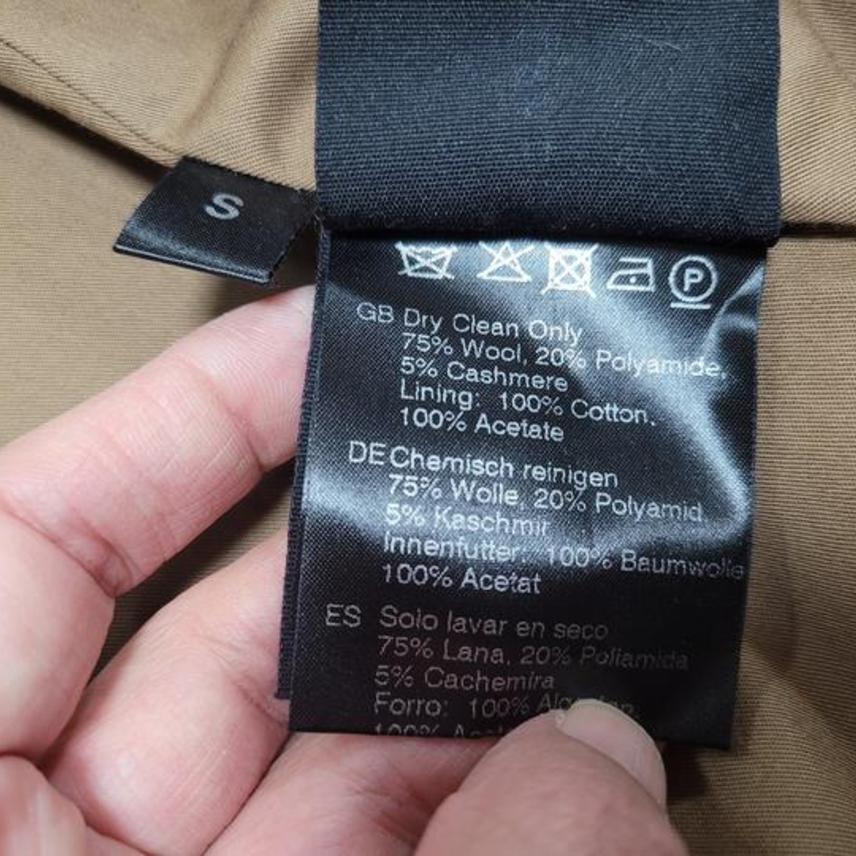 S
P
GB Dry Clean Only
75% Wool, 20% Polyamide,
5% Cashmere
Lining: 100% Cotton,
100% Acetate
DE Chemisch reinigen
75% Wolle, 20% Polyamid
5% Kaschmir
Innenfutter: 100% Baumwolle
100% Acetat
ES Solo lavar en seco
75% Lana, 20% Poliamida
5% Cachemira
Forro: 100%
100%